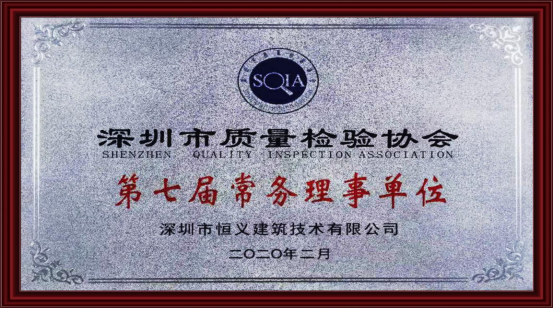 SQIA
深圳市质量检验协会
SHENZHEN QUALITY INSPECTION ASSOCIATION
第七届常务理事单位
深圳市恒义建筑技术有限公司
二〇二〇年二月